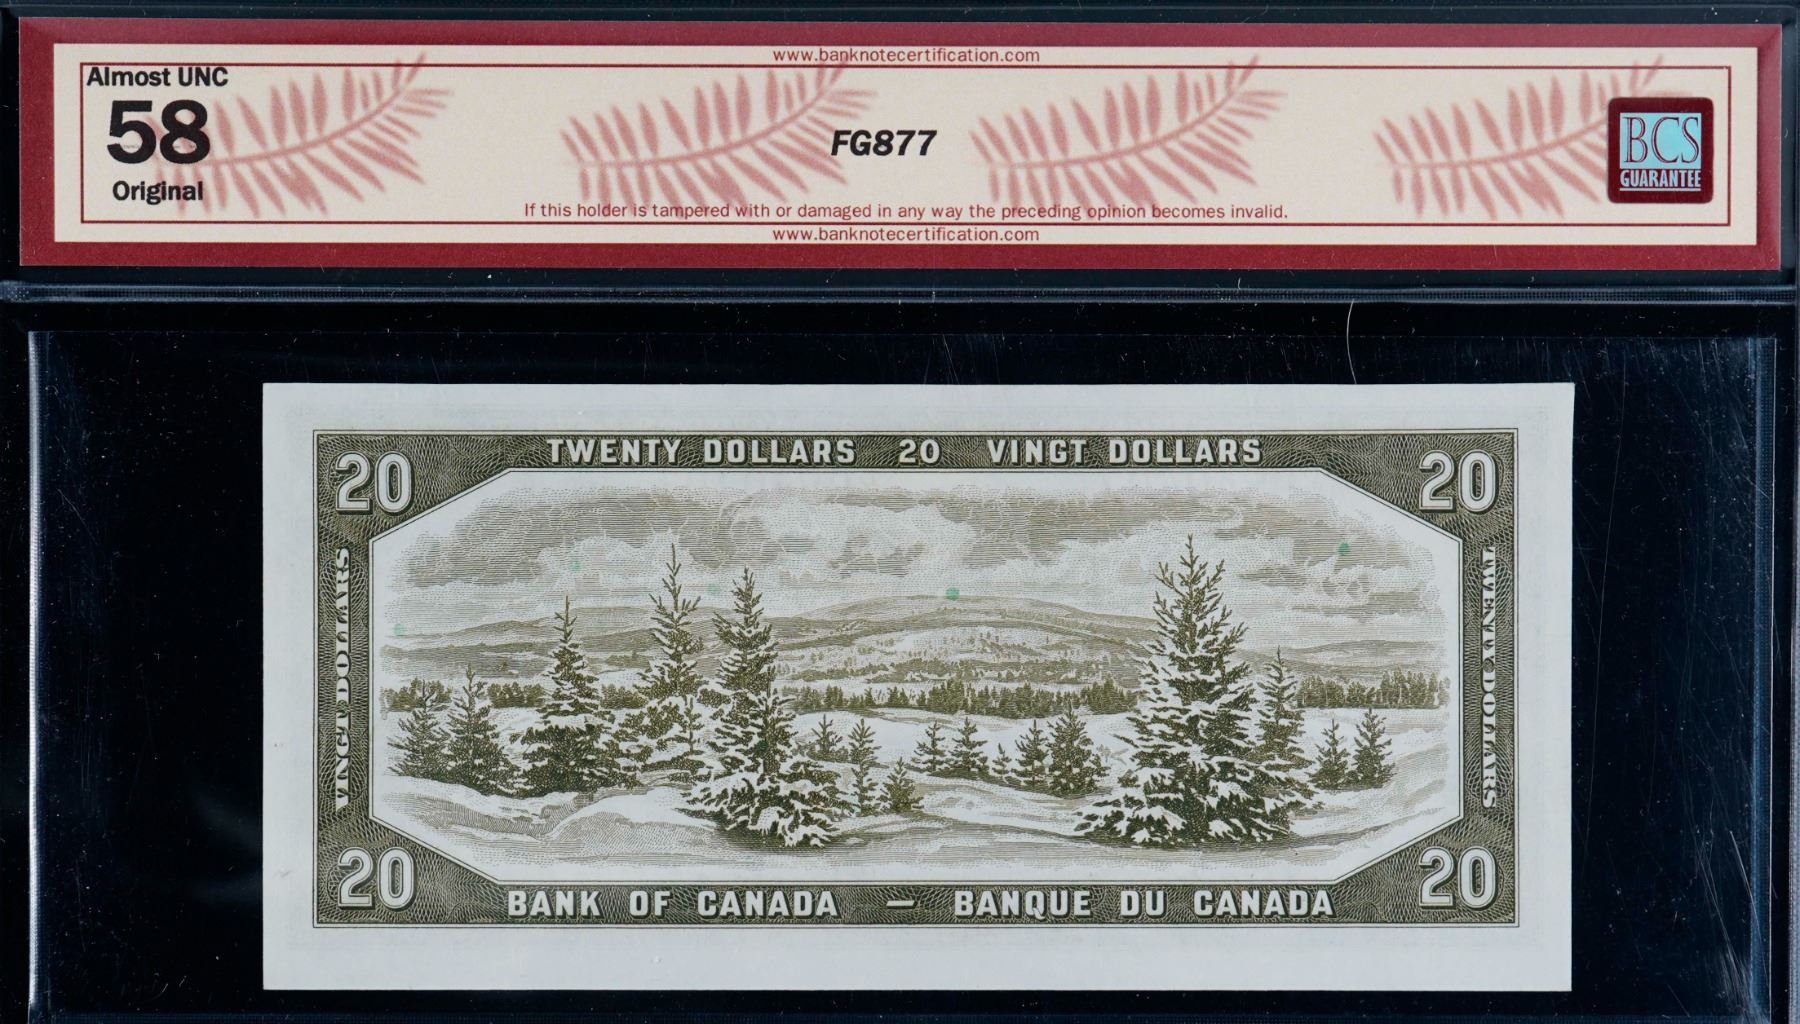 www.banknotecertification.com
Almost UNC
58
Original
FG877
BCS
GUARANTEE
If this holder is tampered with or damaged in any way the preceding opinion becomes invalid.
www.banknotecertification.com
20 TWENTY DOLLARS 20 VINGT DOLLARS 20
VINGT DOLLARS
TWENTY DOLLARS
20 BANK OF CANADA — BANQUE DU CANADA 20